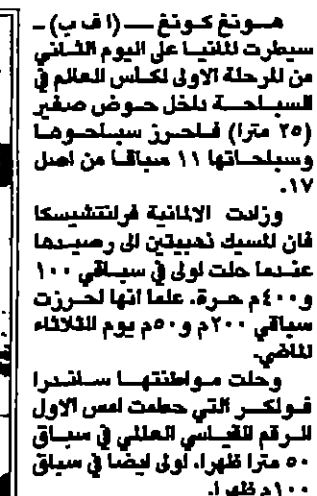 هـونغ كـونغ ــ (اف ب) ــ
سيطرت المانيا على اليوم الثاني
من المرحلة الاولى لكأس العالم في
السباحة داخل حوض صغير
(٢٥ مترا) فاحرز سباحوها
وسباحاتها ١١ سباقا من اصل
١٧.
وزادت الالمانية فرانتشيسكا
فان المسيك ذهبيتين الى رصيدها
عندما حلت اولى في سباقي ١٠٠
و٤٠٠م حرة، علما انها احرزت
سباقي ٢٠٠م و٥٠م يوم الثلاثاء
الماضي.
وحلت مواطنتها ساندرا
فولكر التي حطمت امس الاول
الرقم القياسي العالمي في سباق
٥٠ مترا ظهرا، اولى ايضا في سباق
١٠٠م ظهرا.